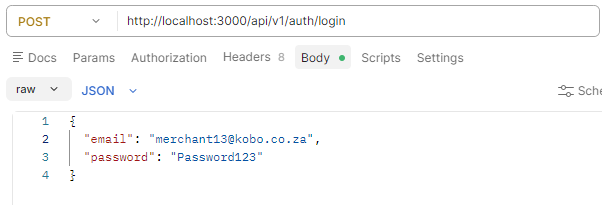 POST http://localhost:3000/api/v1/auth/login
Docs Params Authorization Headers 8 Body Scripts Settings
raw JSON Sche
1 {
2 "email": "merchant13@kobo.co.za",
3 "password": "Password123"
4 }